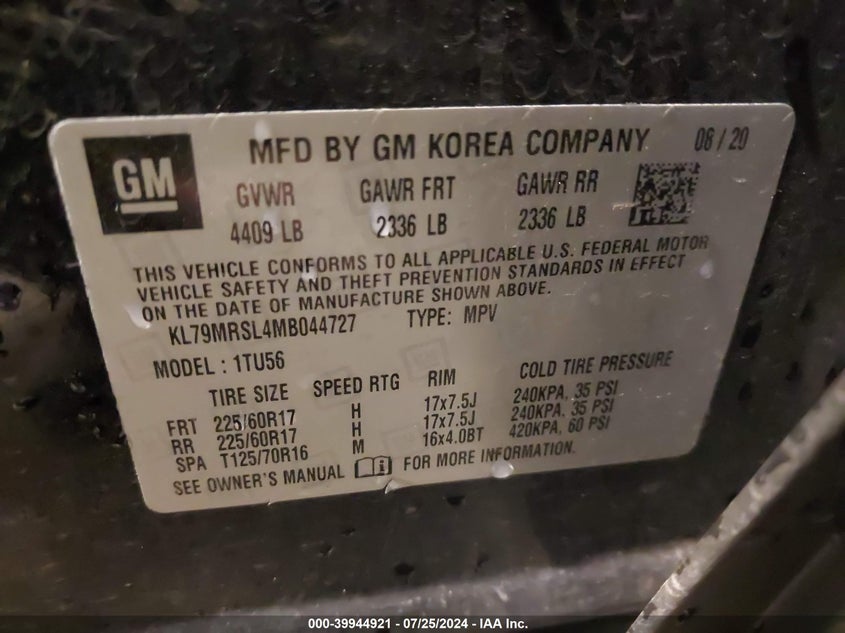 GM
MFD BY GM KOREA COMPANY 08/20
GVWR GAWR FRT GAWR RR
4409 LB 2336 LB 2336 LB
THIS VEHICLE CONFORMS TO ALL APPLICABLE U.S. FEDERAL MOTOR
VEHICLE SAFETY AND THEFT PREVENTION STANDARDS IN EFFECT
ON THE DATE OF MANUFACTURE SHOWN ABOVE.
KL79MRSL4MB044727 TYPE: MPV
MODEL : 1TU56
TIRE SIZE SPEED RTG RIM COLD TIRE PRESSURE
FRT 225/60R17 H 17x7.5J 240KPA, 35 PSI
RR 225/60R17 H 17x7.5J 240KPA, 35 PSI
SPA T125/70R16 M 16x4.0BT 420KPA, 60 PSI
SEE OWNER'S MANUAL FOR MORE INFORMATION.
000-39944921 / 07/25/2024 - IAA Inc.